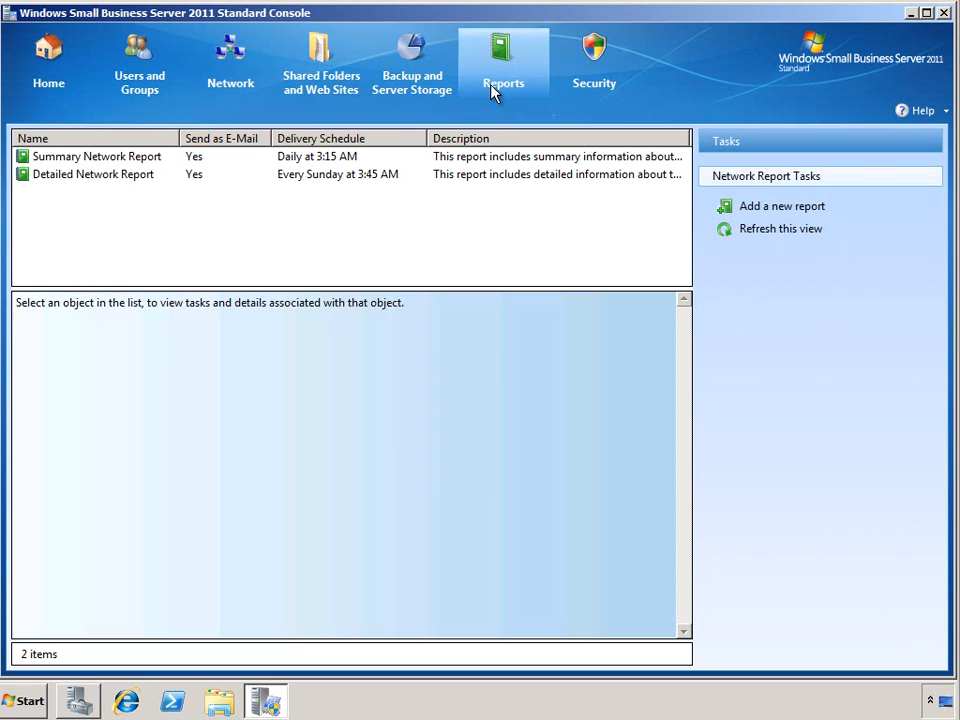 Windows Small Business Server 2011 Standard Console
Home
Users and
Groups
Network
Shared Folders
and Web Sites
Backup and
Server Storage
Reports
Security
Windows Small Business Server 2011
Standard
Help
Name Send as E-Mail Delivery Schedule Description
Summary Network Report Yes Daily at 3:15 AM This report includes summary information about...
Detailed Network Report Yes Every Sunday at 3:45 AM This report includes detailed information about t...
Select an object in the list, to view tasks and details associated with that object.
2 items
Tasks
Network Report Tasks
Add a new report
Refresh this view
Start